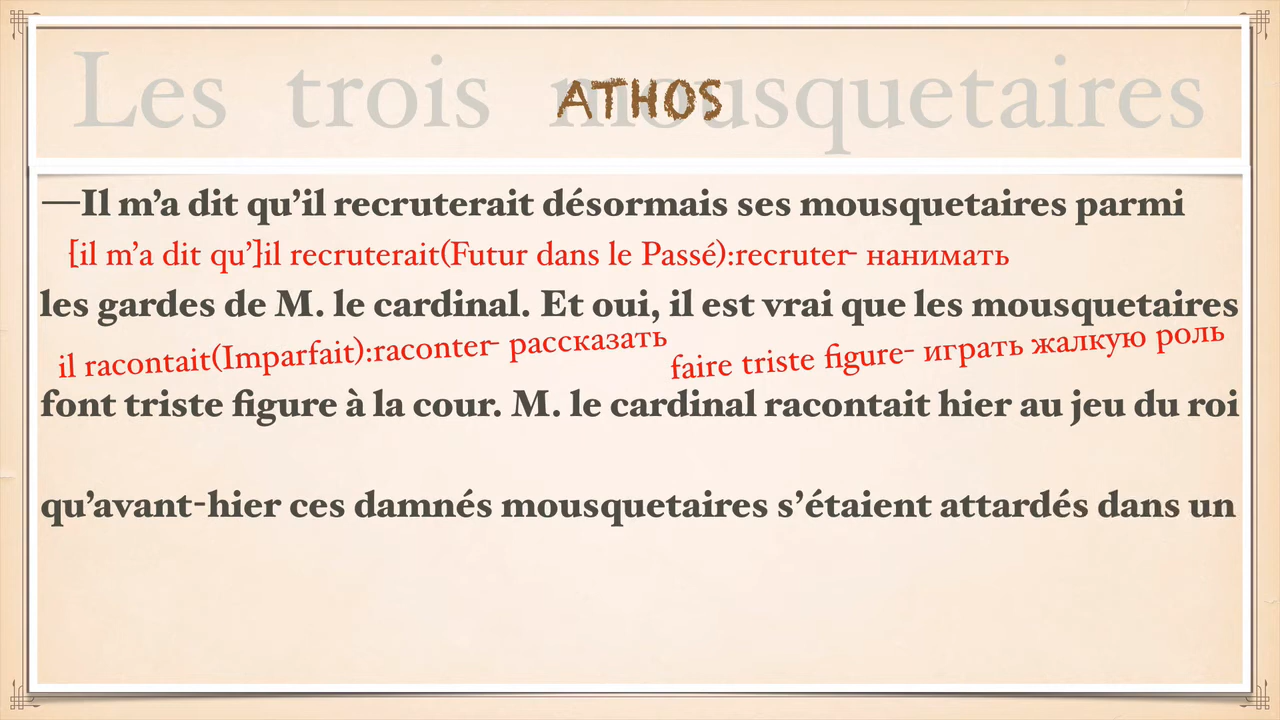 Les trois mousquetaires
ATHOS
—Il m’a dit qu’il recruterait désormais ses mousquetaires parmi
[il m’a dit qu’]il recruterait(Futur dans le Passé):recruter- нанимать
les gardes de M. le cardinal. Et oui, il est vrai que les mousquetaires
il racontait(Imparfait):raconter- рассказать
faire triste figure- играть жалкую роль
font triste figure à la cour. M. le cardinal racontait hier au jeu du roi
qu’avant-hier ces damnés mousquetaires s’étaient attardés dans un